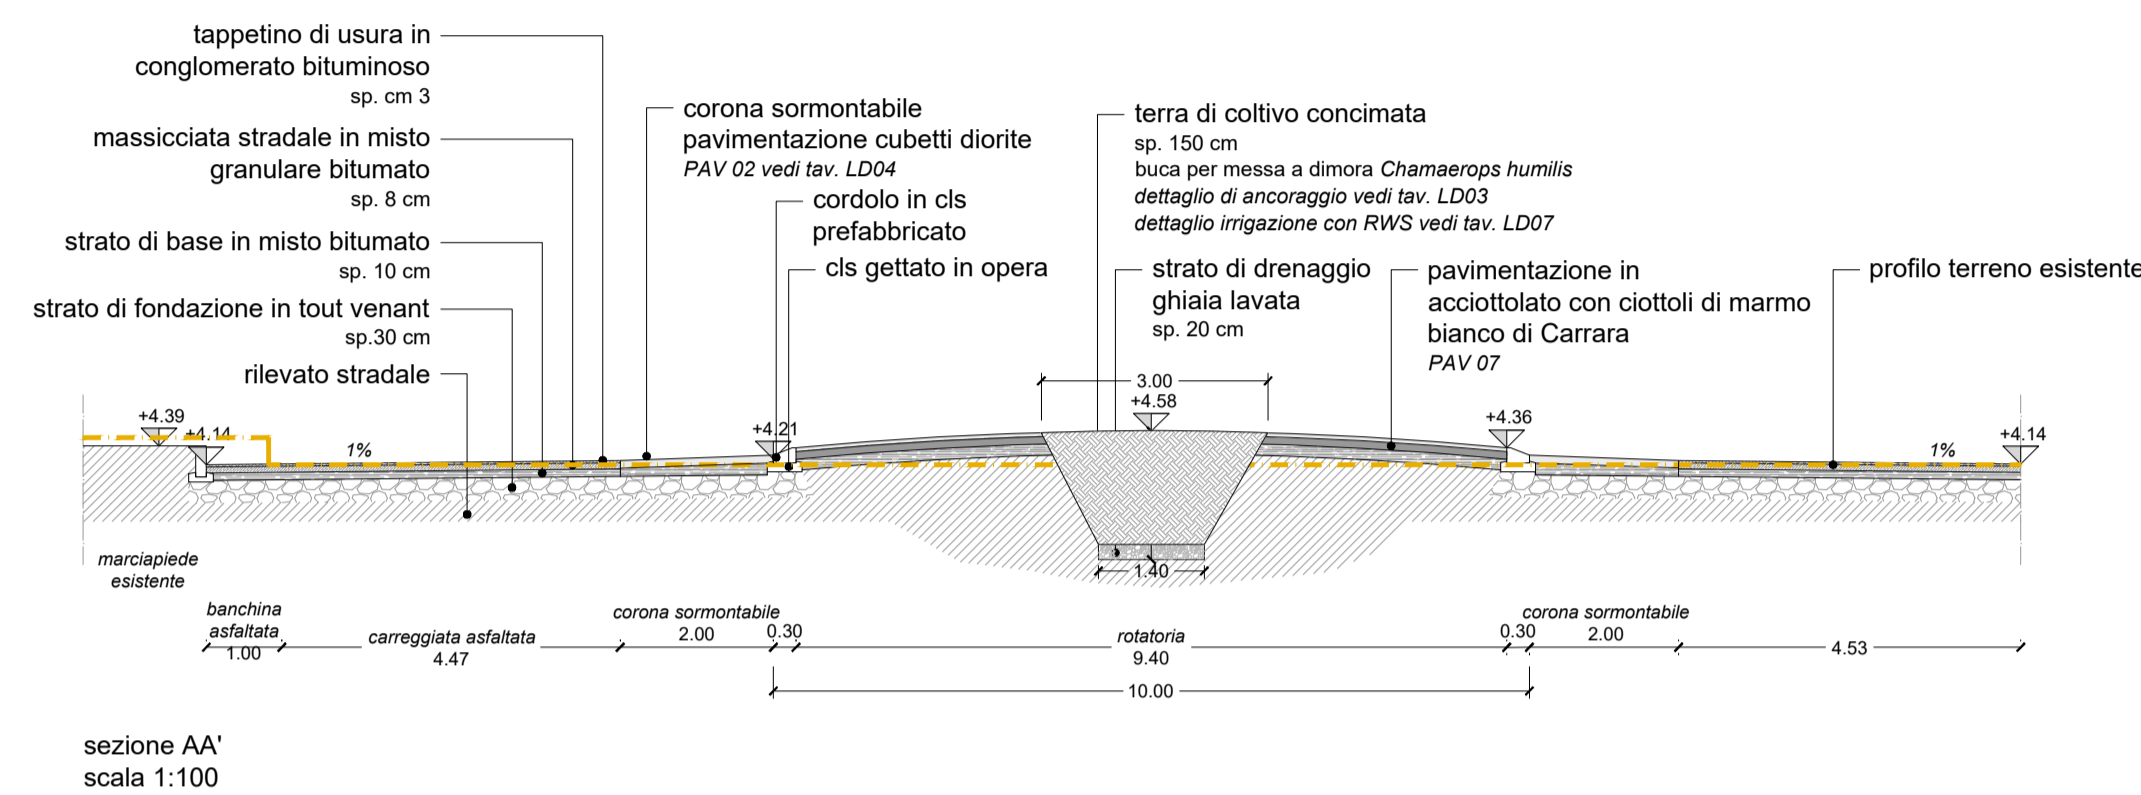 tappetino di usura in
conglomerato bituminoso
sp. cm 3
massicciata stradale in misto
granulare bitumato
sp. 8 cm
strato di base in misto bitumato
sp. 10 cm
strato di fondazione in tout venant
sp.30 cm
rilevato stradale
corona sormontabile
pavimentazione cubetti diorite
PAV 02 vedi tav. LD04
cordolo in cls
prefabbricato
cls gettato in opera
terra di coltivo concimata
sp. 150 cm
buca per messa a dimora Chamaerops humilis
dettaglio di ancoraggio vedi tav. LD03
dettaglio irrigazione con RWS vedi tav. LD07
strato di drenaggio
ghiaia lavata
sp. 20 cm
pavimentazione in
acciottolato con ciottoli di marmo
bianco di Carrara
PAV 07
profilo terreno esistente
3.00
+4.58
+4.39
+4.14
1%
+4.21
+4.36
1%
+4.14
1.40
marciapiede
esistente
banchina
asfaltata
1.00
carreggiata asfaltata
4.47
corona sormontabile
2.00
0.30
rotatoria
9.40
0.30
corona sormontabile
2.00
4.53
10.00
sezione AA'
scala 1:100